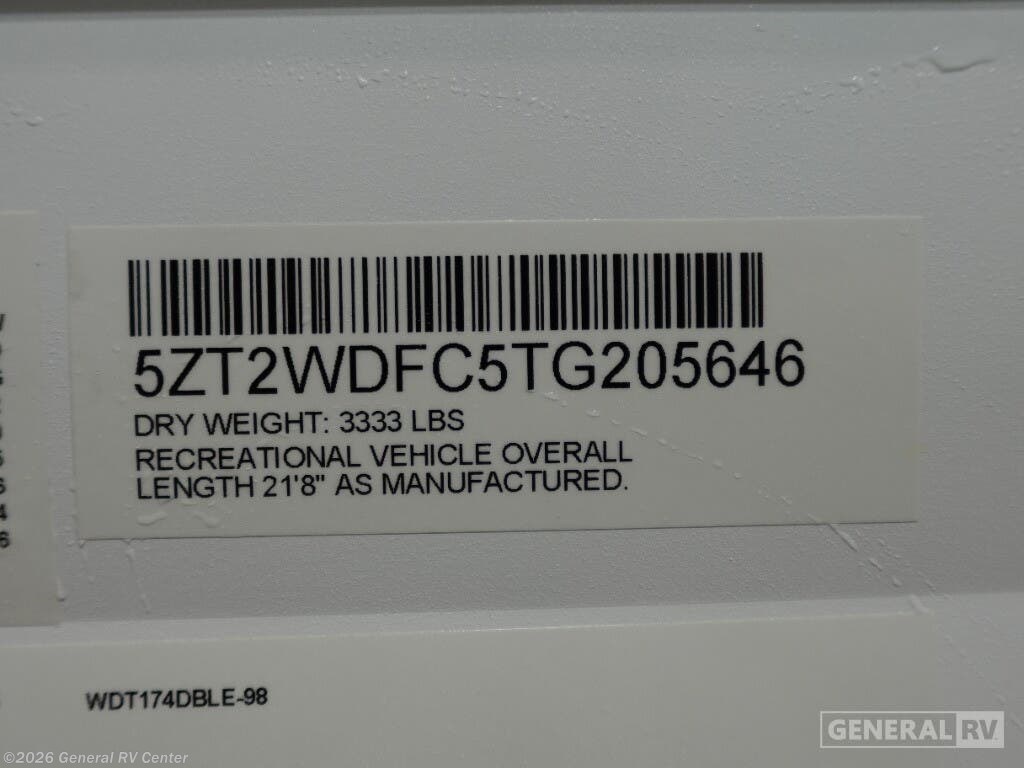 5ZT2WDFC5TG205646
DRY WEIGHT: 3333 LBS
RECREATIONAL VEHICLE OVERALL
LENGTH 21'8" AS MANUFACTURED.
WDT174DBLE-98
GENERAL RV
©2026 General RV Center